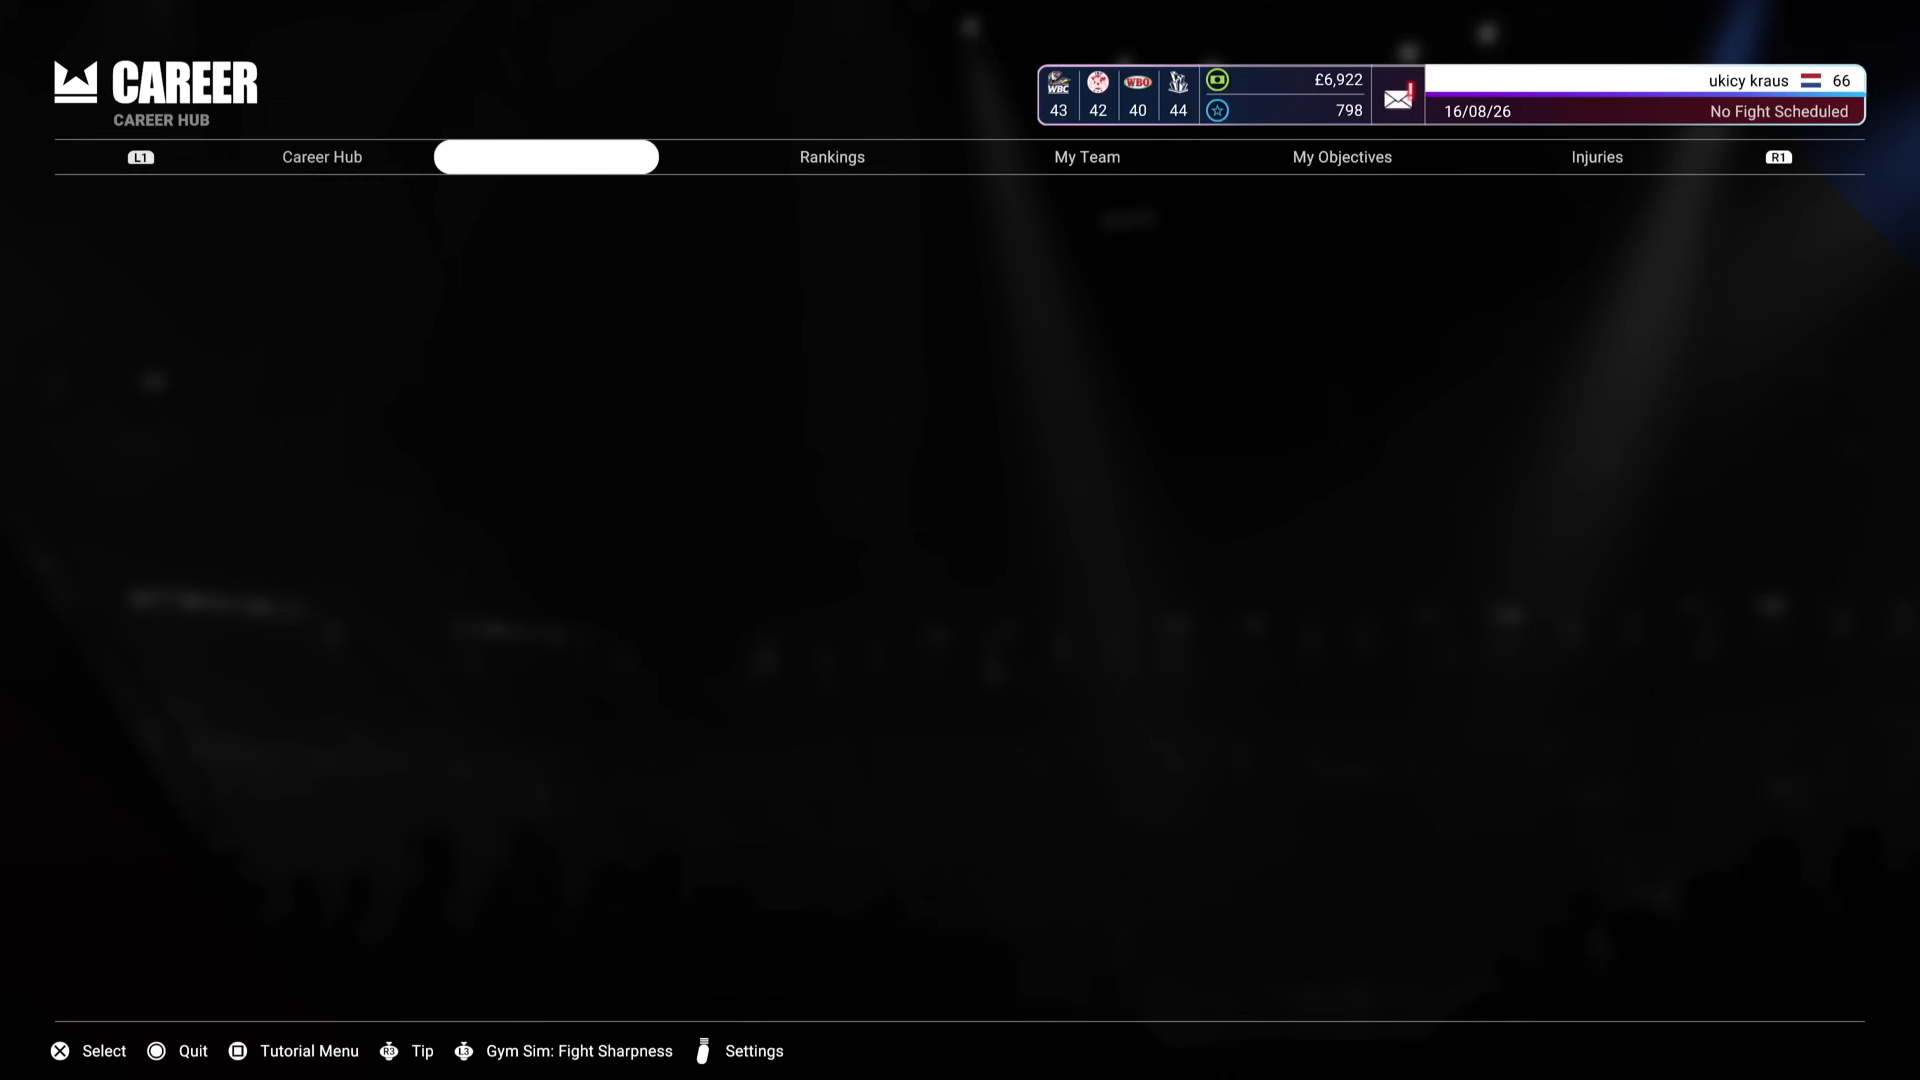 CAREER
CAREER HUB
WBC
WBO
43
42
40
44
£6,922
798
ukicy kraus
66
16/08/26
No Fight Scheduled
L1
Career Hub
Rankings
My Team
My Objectives
Injuries
R1
Select
Quit
Tutorial Menu
R3
Tip
L3
Gym Sim: Fight Sharpness
Settings